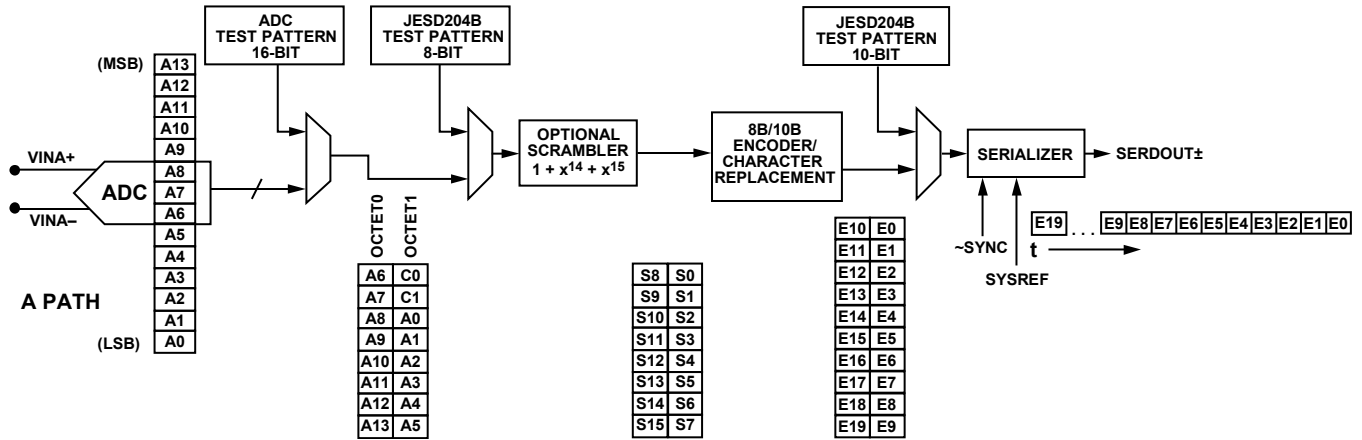 ADC
TEST PATTERN
16-BIT
JESD204B
TEST PATTERN
8-BIT
JESD204B
TEST PATTERN
10-BIT
(MSB) A13
A12
A11
A10
A9
A8
A7
A6
A5
A4
A3
A2
A1
(LSB) A0
VINA+
ADC
VINA–
A PATH
OPTIONAL
SCRAMBLER
1 + x14 + x15
8B/10B
ENCODER/
CHARACTER
REPLACEMENT
SERIALIZER
SERDOUT±
~SYNC
SYSREF
E19 . . . E9 E8 E7 E6 E5 E4 E3 E2 E1 E0
t
OCTET0 OCTET1
A6 C0
A7 C1
A8 A0
A9 A1
A10 A2
A11 A3
A12 A4
A13 A5
S8 S0
S9 S1
S10 S2
S11 S3
S12 S4
S13 S5
S14 S6
S15 S7
E10 E0
E11 E1
E12 E2
E13 E3
E14 E4
E15 E5
E16 E6
E17 E7
E18 E8
E19 E9